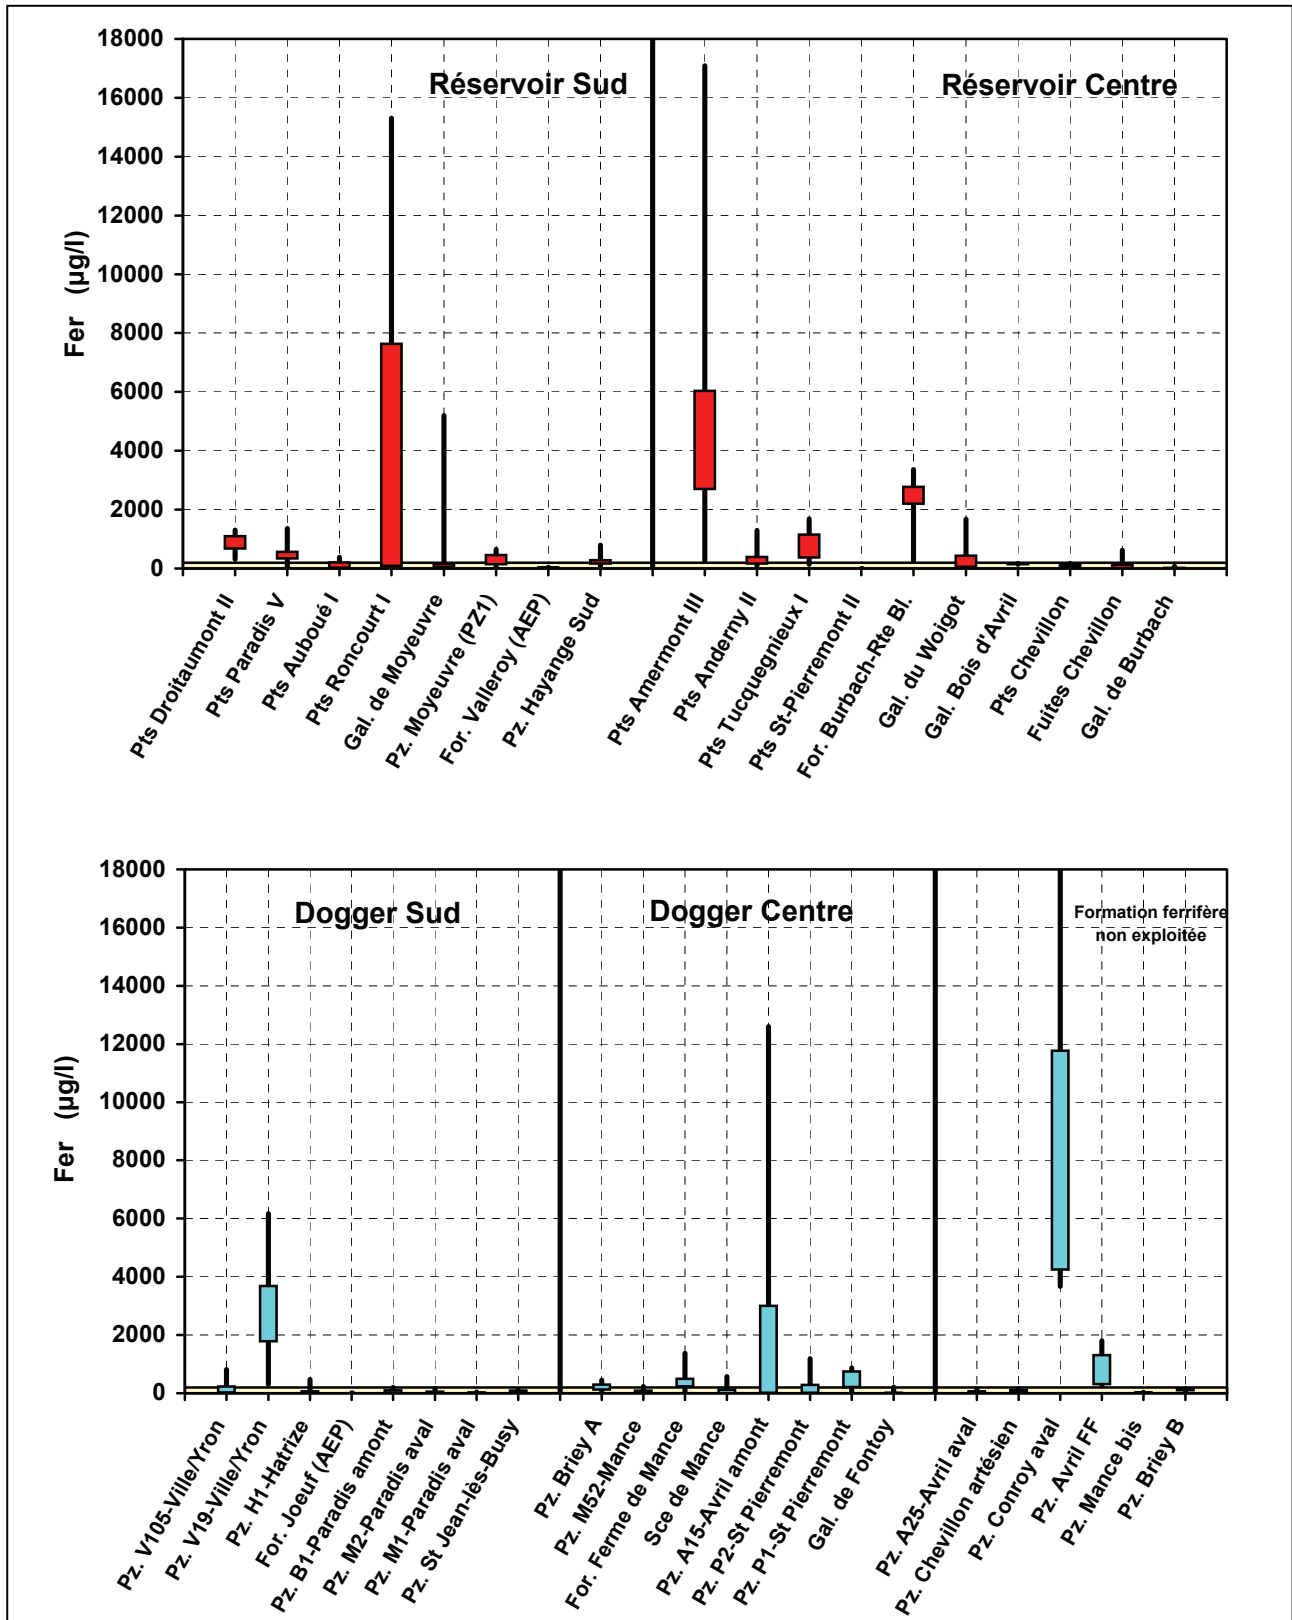 18000
16000
14000
12000
10000
8000
6000
4000
2000
0
Fer (µg/l)
Réservoir Sud
Réservoir Centre
Pts Droitaumont II
Pts Paradis V
Pts Auboué I
Pts Roncourt I
Gal. de Moyeuvre
Pz. Moyeuvre (PZ1)
For. Valleroy (AEP)
Pz. Hayange Sud
Pts Amermont III
Pts Anderny II
Pts Tucquegnieux I
Pts St-Pierremont II
For. Burbach-Rte Bl.
Gal. du Woigot
Gal. Bois d'Avril
Pts Chevillon
Fuites Chevillon
Gal. de Burbach
18000
16000
14000
12000
10000
8000
6000
4000
2000
0
Fer (µg/l)
Dogger Sud
Dogger Centre
Formation ferrifère
non exploitée
Pz. V105-Ville/Yron
Pz. V19-Ville/Yron
Pz. H1-Hatrize
For. Joeuf (AEP)
Pz. B1-Paradis amont
Pz. M2-Paradis aval
Pz. M1-Paradis aval
Pz. St Jean-lès-Busy
Pz. Briey A
Pz. M52-Mance
For. Ferme de Mance
Sce de Mance
Pz. A15-Avril amont
Pz. P2-St Pierremont
Pz. P1-St Pierremont
Gal. de Fontoy
Pz. A25-Avril aval
Pz. Chevillon artésien
Pz. Conroy aval
Pz. Avril FF
Pz. Mance bis
Pz. Briey B